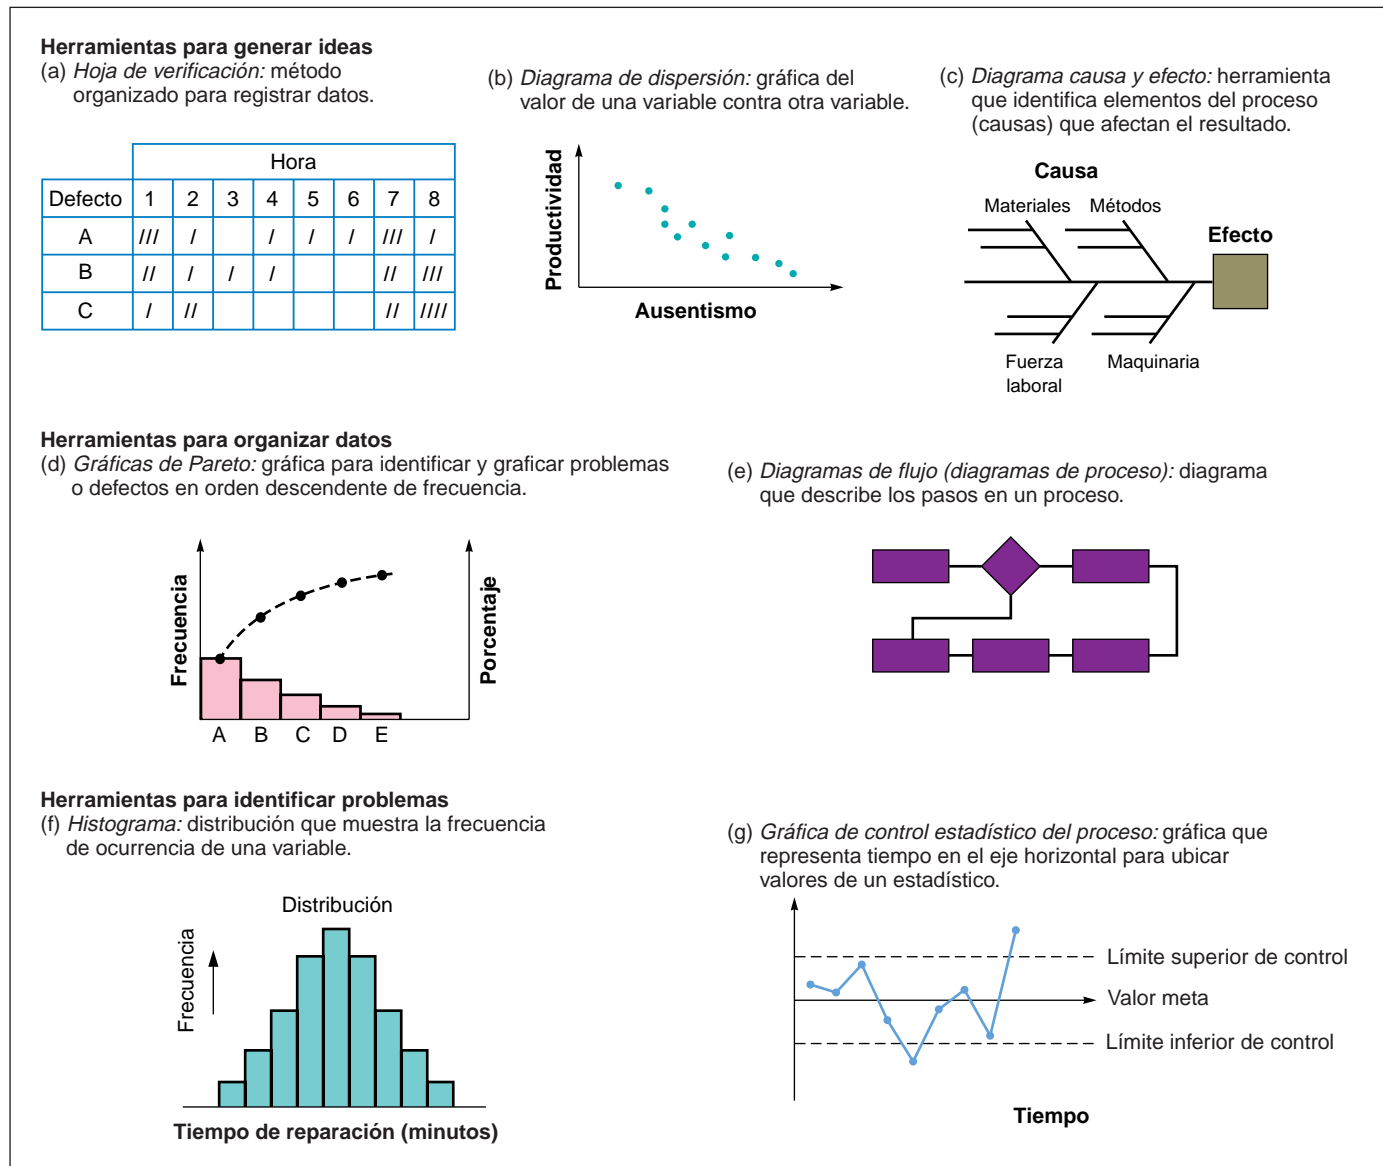 Herramientas para generar ideas
(a) Hoja de verificación: método
organizado para registrar datos.
Hora
Defecto 1 2 3 4 5 6 7 8
A /// / / / / /// /
B // / / / // ///
C / // // ////
(b) Diagrama de dispersión: gráfica del
valor de una variable contra otra variable.
Productividad
Ausentismo
(c) Diagrama causa y efecto: herramienta
que identifica elementos del proceso
(causas) que afectan el resultado.
Causa
Materiales Métodos
Efecto
Fuerza
laboral
Maquinaria
Herramientas para organizar datos
(d) Gráficas de Pareto: gráfica para identificar y graficar problemas
o defectos en orden descendente de frecuencia.
Frecuencia
Porcentaje
A B C D E
(e) Diagramas de flujo (diagramas de proceso): diagrama
que describe los pasos en un proceso.
Herramientas para identificar problemas
(f) Histograma: distribución que muestra la frecuencia
de ocurrencia de una variable.
Distribución
Frecuencia
Tiempo de reparación (minutos)
(g) Gráfica de control estadístico del proceso: gráfica que
representa tiempo en el eje horizontal para ubicar
valores de un estadístico.
Límite superior de control
Valor meta
Límite inferior de control
Tiempo